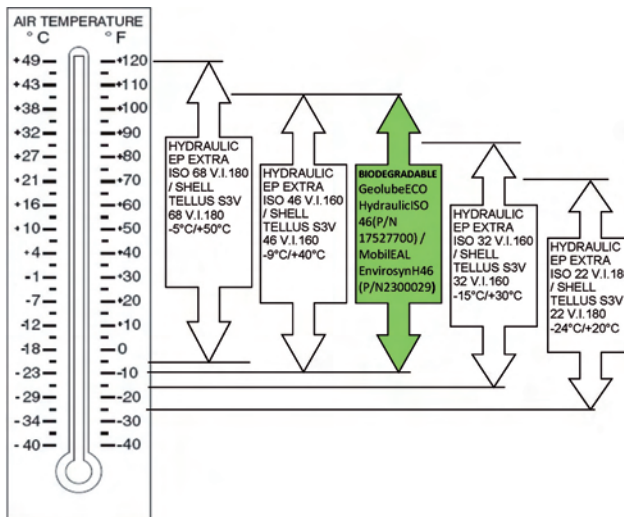 AIR TEMPERATURE
° C ° F
+49 +120
+43 +110
+38 +100
+32 +90
+27 +80
+21 +70
+16 +60
+10 +50
+4 +40
-1 +30
-7 +20
-12 +10
-18 0
-23 -10
-29 -20
-34 -30
-40 -40
HYDRAULIC
EP EXTRA
ISO 68 V.I.180
/ SHELL
TELLUS S3V
68 V.I.180
-5°C/+50°C
HYDRAULIC
EP EXTRA
ISO 46 V.I.160
/ SHELL
TELLUS S3V
46 V.I.160
-9°C/+40°C
BIODEGRADABLE
GeolubeECO
HydraulicISO
46(P/N
17527700) /
MobilEAL
EnvirosynH46
(P/N2300029)
HYDRAULIC
EP EXTRA
ISO 32 V.I.160
/ SHELL
TELLUS S3V
32 V.I.160
-15°C/+30°C
HYDRAULIC
EP EXTRA
ISO 22 V.I.18
/ SHELL
TELLUS S3V
22 V.I.180
-24°C/+20°C